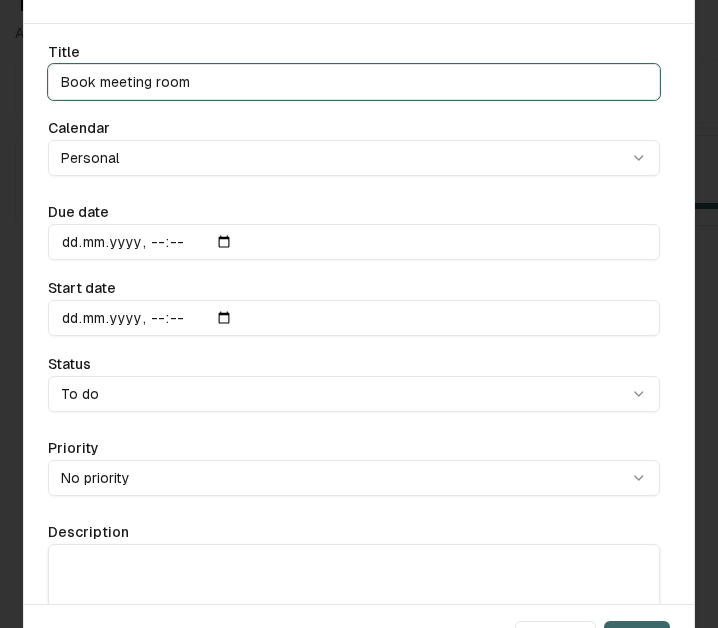 Title
Book meeting room
Calendar
Personal
Due date
dd.mm.yyyy, --:--
Start date
dd.mm.yyyy, --:--
Status
To do
Priority
No priority
Description